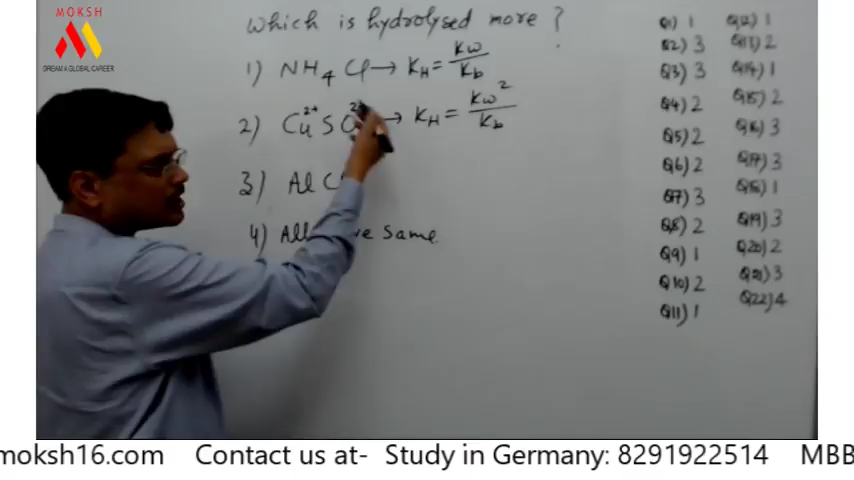 MOKSH
DREAM A GLOBAL CAREER
Which is hydrolysed more ?
1) NH4 Cl → KH = Kw/Kb
2) Cu2+ SO 2- → KH = Kw2/Kb
3) Al C
4) All same
Q1) 1
Q2) 3
Q3) 3
Q4) 2
Q5) 2
Q6) 2
Q7) 3
Q8) 2
Q9) 1
Q10) 2
Q11) 1
Q12) 1
Q13) 2
Q14) 1
Q15) 2
Q16) 3
Q17) 3
Q18) 1
Q19) 3
Q20) 2
Q21) 3
Q22) 4
moksh16.com Contact us at- Study in Germany: 8291922514 MBB